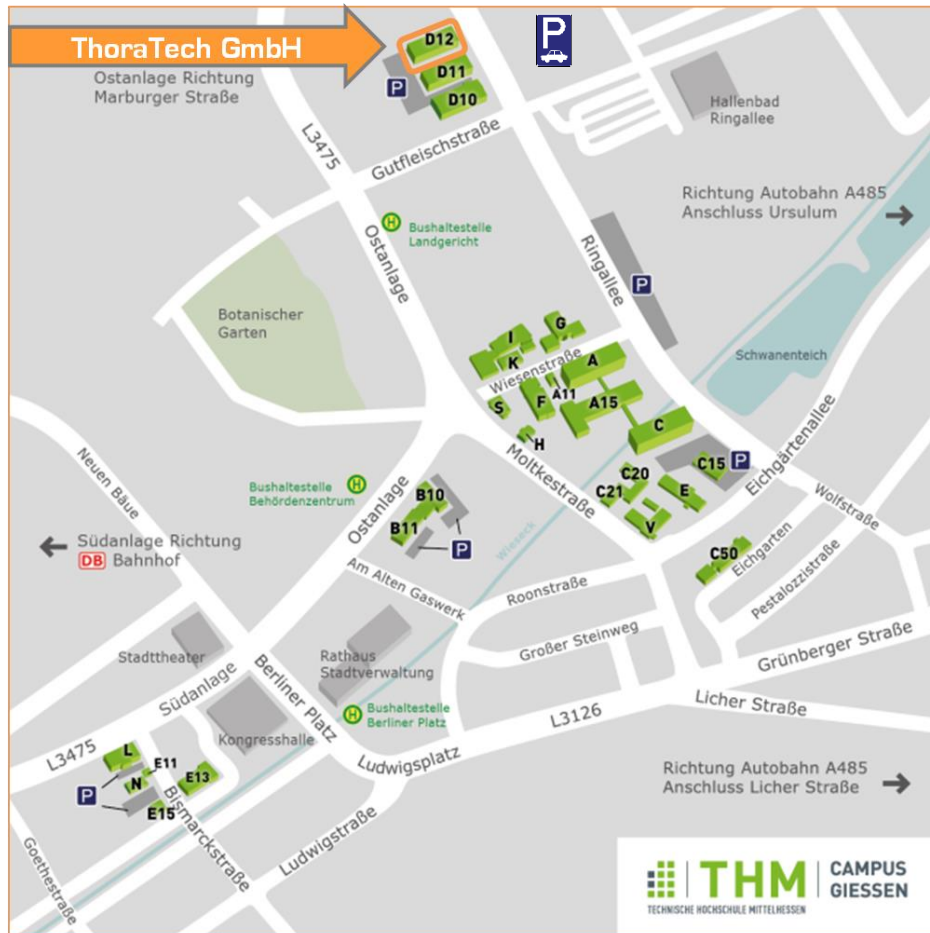 ThoraTech GmbH
D12
P
D11
D10
P
Ostanlage Richtung
Marburger Straße
L3475
Gutfleischstraße
Hallenbad
Ringallee
Richtung Autobahn A485
Anschluss Ursulum
H
Bushaltestelle
Landgericht
Ostanlage
Ringallee
P
Botanischer
Garten
I
G
K
Wiesenstraße
A
A11
A15
F
S
H
C
Schwanenteich
Moltkestraße
C15
P
C20
C21
E
V
Eichgärtenallee
Wolfstraße
Neuen Bäue
Bushaltestelle
Behördenzentrum
H
Ostanlage
B10
B11
P
Wieseck
Südanlage Richtung
DB Bahnhof
Am Alten Gaswerk
Roonstraße
C50
Eichgarten
Pestalozzistraße
Großer Steinweg
Grünberger Straße
Stadttheater
Rathaus
Stadtverwaltung
Südanlage
Berliner Platz
Bushaltestelle
Berliner Platz
H
Kongresshalle
L3126
Licher Straße
Ludwigsplatz
L3475
L
E11
N
E13
P
E15
Bismarckstraße
Ludwigstraße
Goethestraße
Richtung Autobahn A485
Anschluss Licher Straße
THM
CAMPUS
GIESSEN
TECHNISCHE HOCHSCHULE MITTELHESSEN